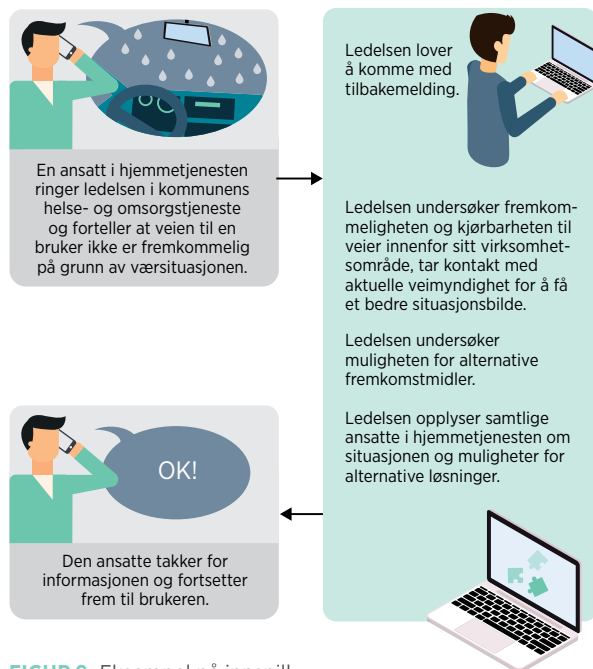 En ansatt i hjemmetjenesten
ringer ledelsen i kommunens
helse- og omsorgstjeneste
og forteller at veien til en
bruker ikke er fremkommelig
på grunn av værsituasjonen.
Ledelsen lover
å komme med
tilbakemelding.
Ledelsen undersøker fremkom-
meligheten og kjørbarheten til
veier innenfor sitt virksomhet-
sområde, tar kontakt med
aktuelle veimyndighet for å få
et bedre situasjonsbilde.
Ledelsen undersøker
muligheten for alternative
fremkomstmidler.
Ledelsen opplyser samtlige
ansatte i hjemmetjenesten om
situasjonen og muligheter for
alternative løsninger.
OK!
Den ansatte takker for
informasjonen og fortsetter
frem til brukeren.